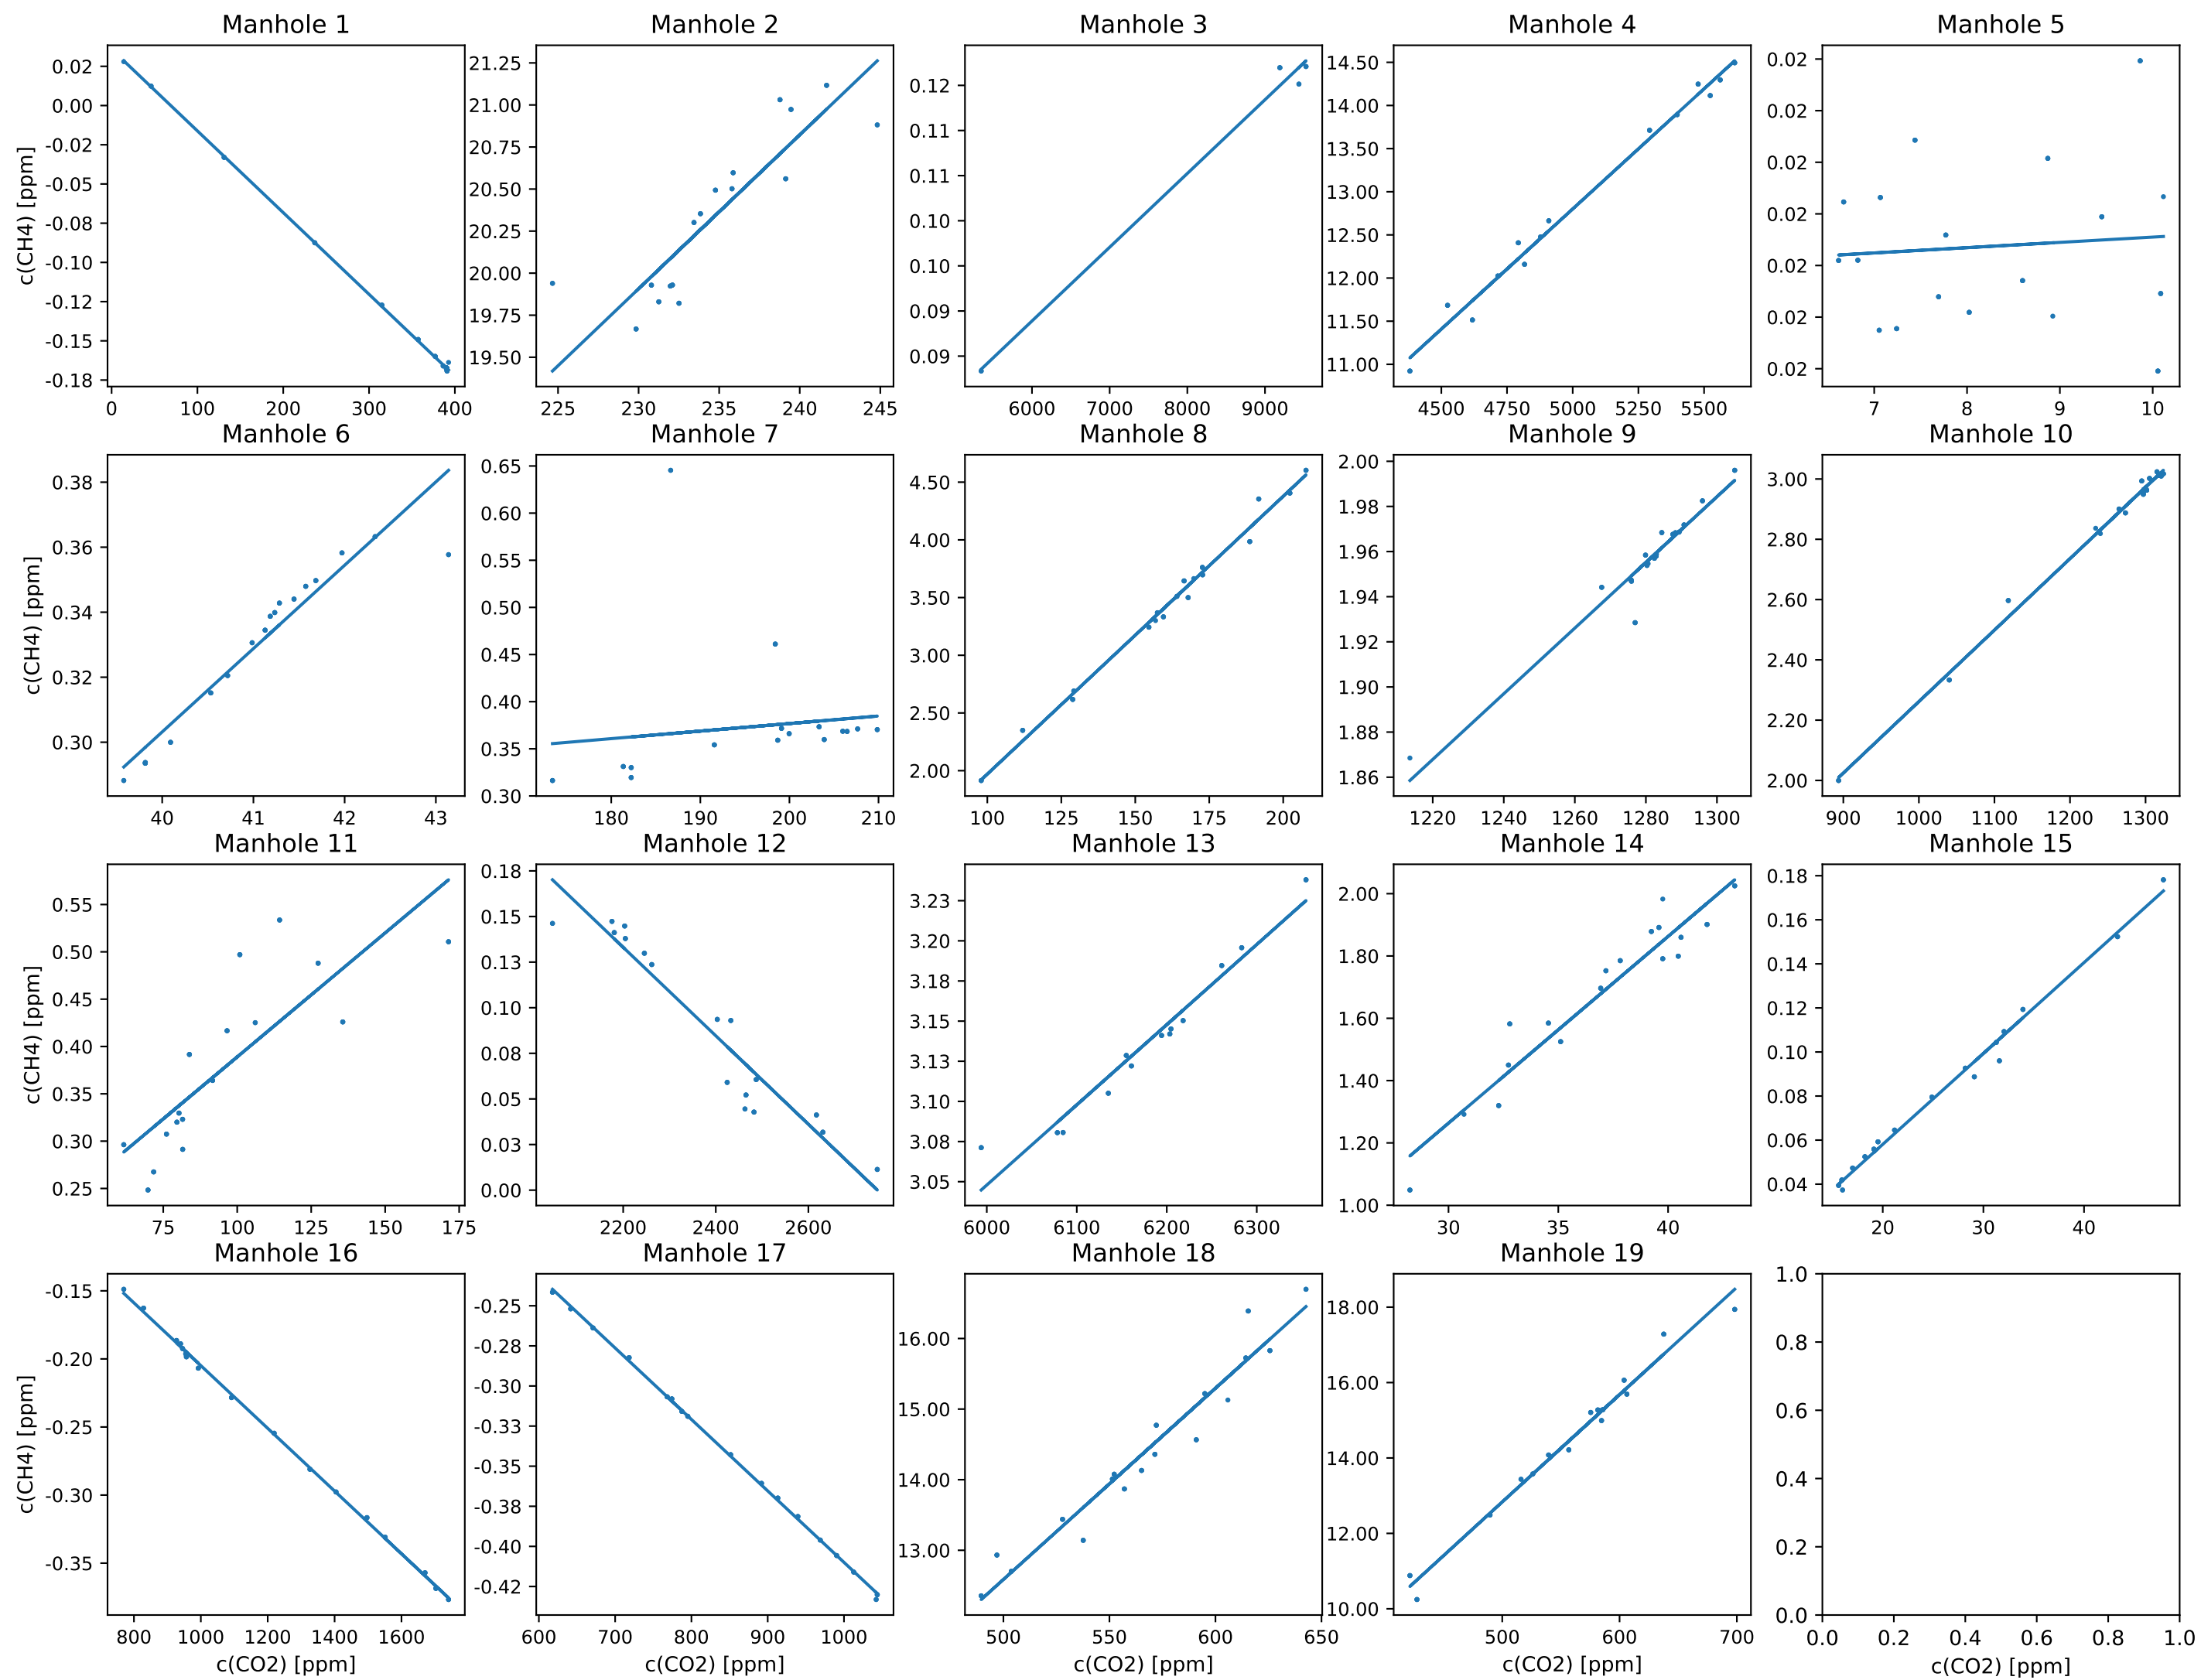 Manhole 1 Manhole 2 Manhole 3 Manhole 4 Manhole 5
c(CH4) [ppm]
0.02 0.00 -0.02 -0.05 -0.08 -0.10 -0.12 -0.15 -0.18
0 100 200 300 400
21.25 21.00 20.75 20.50 20.25 20.00 19.75 19.50
225 230 235 240 245
0.12 0.11 0.11 0.10 0.10 0.09 0.09
6000 7000 8000 9000
14.50 14.00 13.50 13.00 12.50 12.00 11.50 11.00
4500 4750 5000 5250 5500
0.02 0.02 0.02 0.02 0.02 0.02 0.02
7 8 9 10
Manhole 6 Manhole 7 Manhole 8 Manhole 9 Manhole 10
c(CH4) [ppm]
0.38 0.36 0.34 0.32 0.30
40 41 42 43
0.65 0.60 0.55 0.50 0.45 0.40 0.35 0.30
180 190 200 210
4.50 4.00 3.50 3.00 2.50 2.00
100 125 150 175 200
2.00 1.98 1.96 1.94 1.92 1.90 1.88 1.86
1220 1240 1260 1280 1300
3.00 2.80 2.60 2.40 2.20 2.00
900 1000 1100 1200 1300
Manhole 11 Manhole 12 Manhole 13 Manhole 14 Manhole 15
c(CH4) [ppm]
0.55 0.50 0.45 0.40 0.35 0.30 0.25
75 100 125 150 175
0.18 0.15 0.13 0.10 0.08 0.05 0.03 0.00
2200 2400 2600
3.23 3.20 3.18 3.15 3.13 3.10 3.08 3.05
6000 6100 6200 6300
2.00 1.80 1.60 1.40 1.20 1.00
30 35 40
0.18 0.16 0.14 0.12 0.10 0.08 0.06 0.04
20 30 40
Manhole 16 Manhole 17 Manhole 18 Manhole 19
c(CH4) [ppm]
-0.15 -0.20 -0.25 -0.30 -0.35
800 1000 1200 1400 1600
c(CO2) [ppm]
-0.25 -0.28 -0.30 -0.33 -0.35 -0.38 -0.40 -0.42
600 700 800 900 1000
c(CO2) [ppm]
16.00 15.00 14.00 13.00
500 550 600 650
c(CO2) [ppm]
18.00 16.00 14.00 12.00 10.00
500 600 700
c(CO2) [ppm]
1.0 0.8 0.6 0.4 0.2 0.0
0.0 0.2 0.4 0.6 0.8 1.0
c(CO2) [ppm]